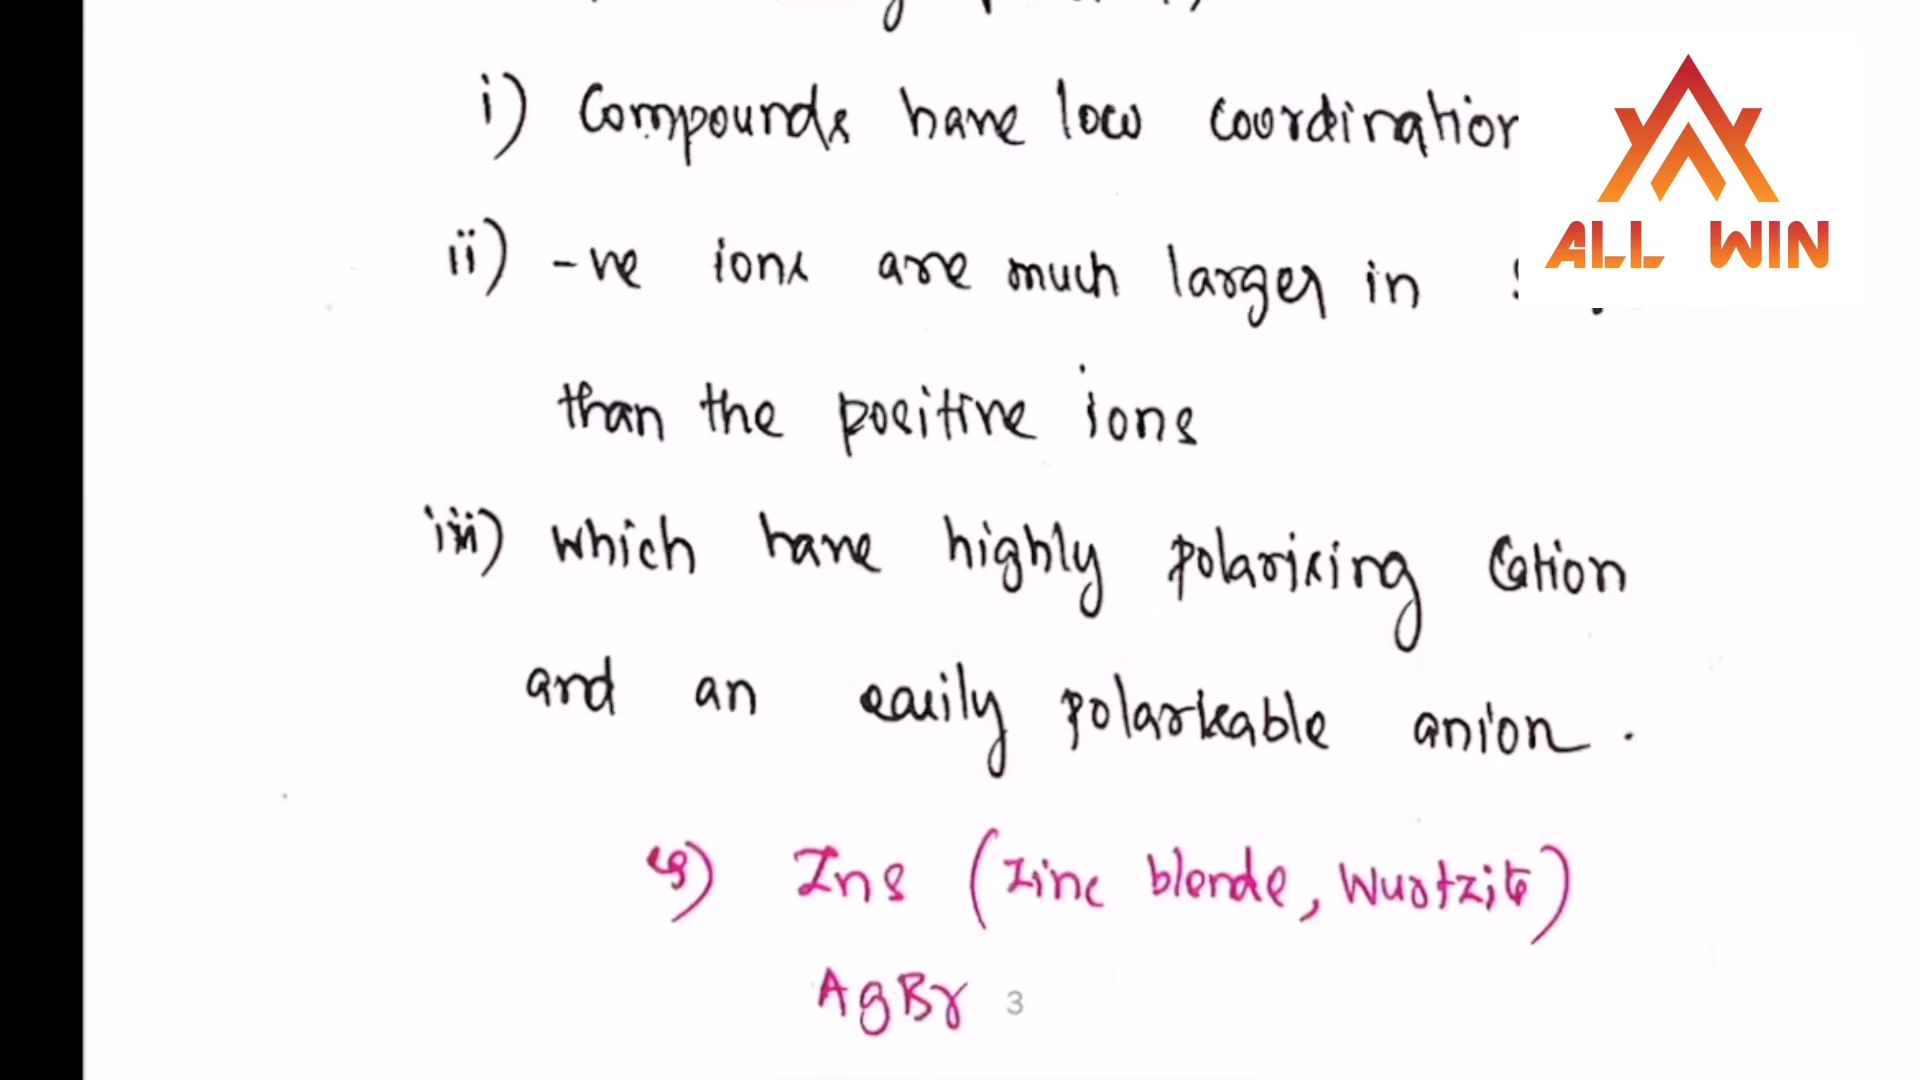 i) Compounds have low coordination
ii) -ve ions are much larger in
than the positive ions
iii) which have highly polarising cation
and an easily polarisable anion.
eg) ZnS (Zinc blende, Wurtzite)
AgBr 3
ALL WIN